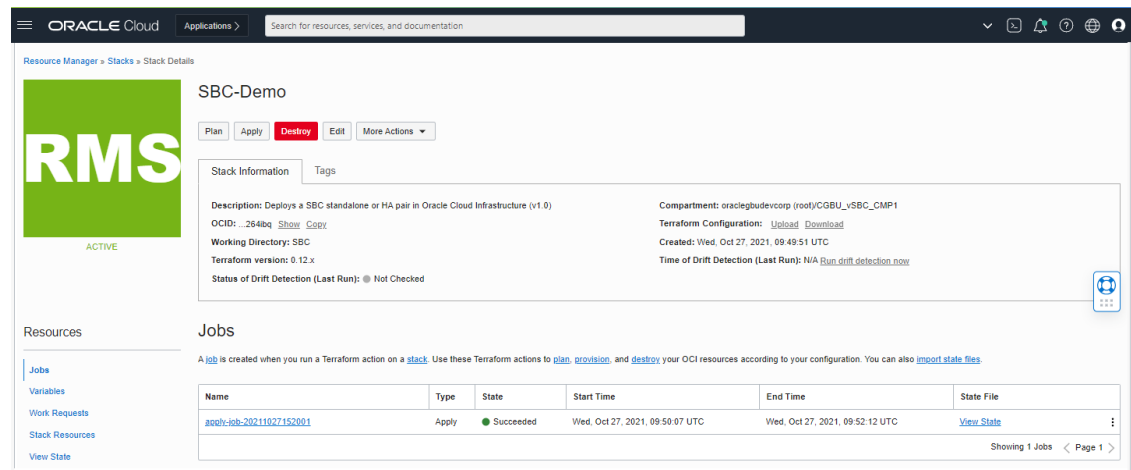 ORACLE Cloud Applications > Search for resources, services, and documentation
Resource Manager » Stacks » Stack Details
RMS
ACTIVE
SBC-Demo
Plan Apply Destroy Edit More Actions
Stack Information Tags
Description: Deploys a SBC standalone or HA pair in Oracle Cloud Infrastructure (v1.0)
OCID: ...264ibq Show Copy
Working Directory: SBC
Terraform version: 0.12.x
Status of Drift Detection (Last Run): Not Checked
Compartment: oraclegbudevcorp (root)/CGBU_vSBC_CMP1
Terraform Configuration: Upload Download
Created: Wed, Oct 27, 2021, 09:49:51 UTC
Time of Drift Detection (Last Run): N/A Run drift detection now
Resources
Jobs
Variables
Work Requests
Stack Resources
View State
Jobs
A job is created when you run a Terraform action on a stack. Use these Terraform actions to plan, provision, and destroy your OCI resources according to your configuration. You can also import state files.
Name Type State Start Time End Time State File
apply-job-20211027152001 Apply Succeeded Wed, Oct 27, 2021, 09:50:07 UTC Wed, Oct 27, 2021, 09:52:12 UTC View State
Showing 1 Jobs < Page 1 >